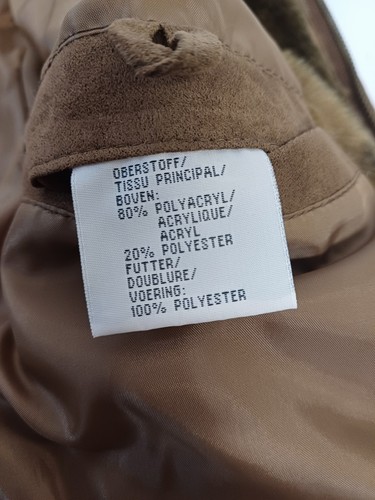 OBERSTOFF/
TISSU PRINCIPAL/
BOVEN:
80% POLYACRYL/
ACRYLIQUE/
ACRYL
20% POLYESTER
FUTTER/
DOUBLURE/
VOERING:
100% POLYESTER